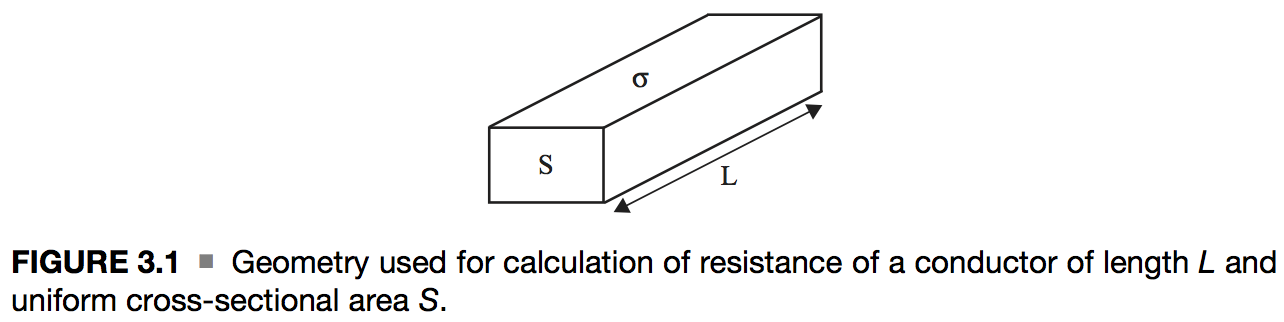 σ
S
L
FIGURE 3.1 ■ Geometry used for calculation of resistance of a conductor of length L and
uniform cross-sectional area S.